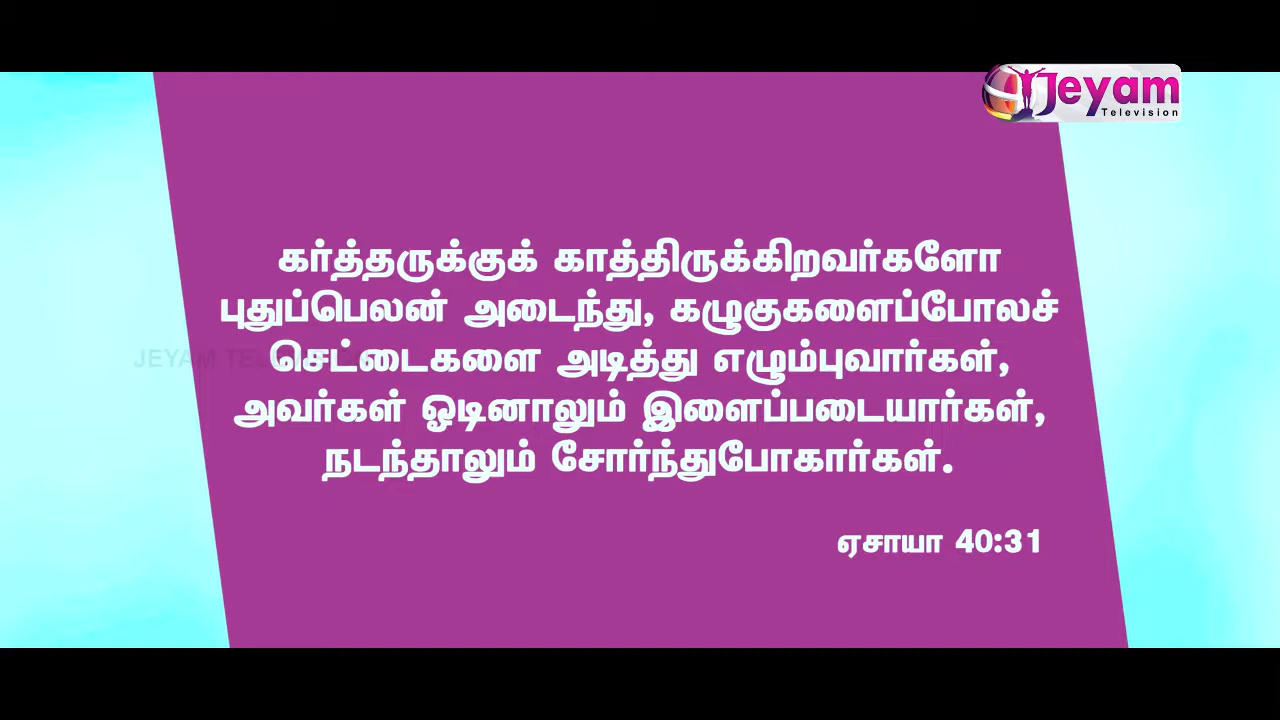 Jeyam
Television
கர்த்தருக்குக் காத்திருக்கிறவர்களோ
புதுப்பெலன் அடைந்து, கழுகுகளைப்போலச்
செட்டைகளை அடித்து எழும்புவார்கள்,
அவர்கள் ஓடினாலும் இளைப்படையார்கள்,
நடந்தாலும் சோர்ந்துபோகார்கள்.
ஏசாயா 40:31
JEYAM